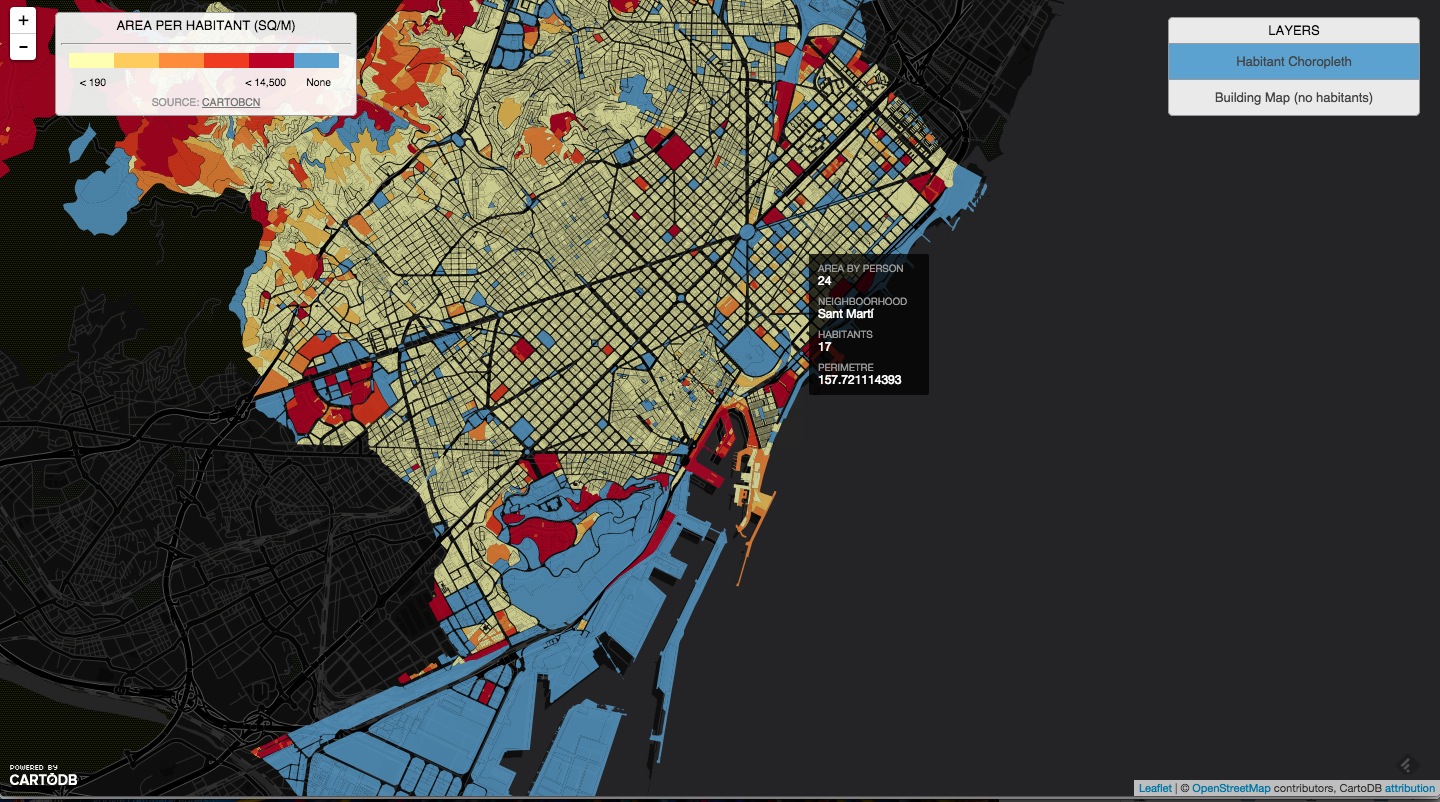 +
−
AREA PER HABITANT (SQ/M)
< 190
< 14,500
None
SOURCE: CARTOBCN
LAYERS
Habitant Choropleth
Building Map (no habitants)
AREA BY PERSON
24
NEIGHBOORHOOD
Sant Martí
HABITANTS
17
PERIMETRE
157.721114393
POWERED BY
CARTODB
Leaflet | © OpenStreetMap contributors, CartoDB attribution